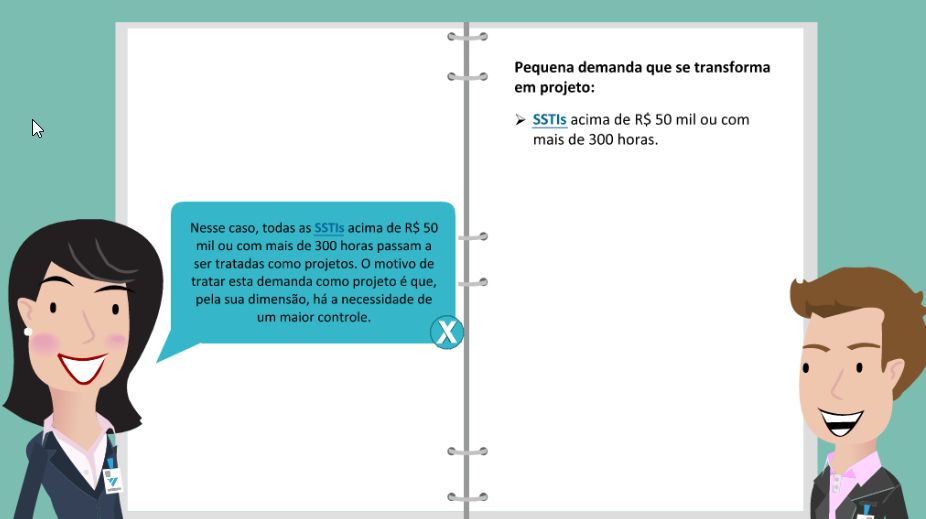 Pequena demanda que se transforma
em projeto:
➢ SSTIs acima de R$ 50 mil ou com
mais de 300 horas.
Nesse caso, todas as SSTIs acima de R$ 50
mil ou com mais de 300 horas passam a
ser tratadas como projetos. O motivo de
tratar esta demanda como projeto é que,
pela sua dimensão, há a necessidade de
um maior controle.
X